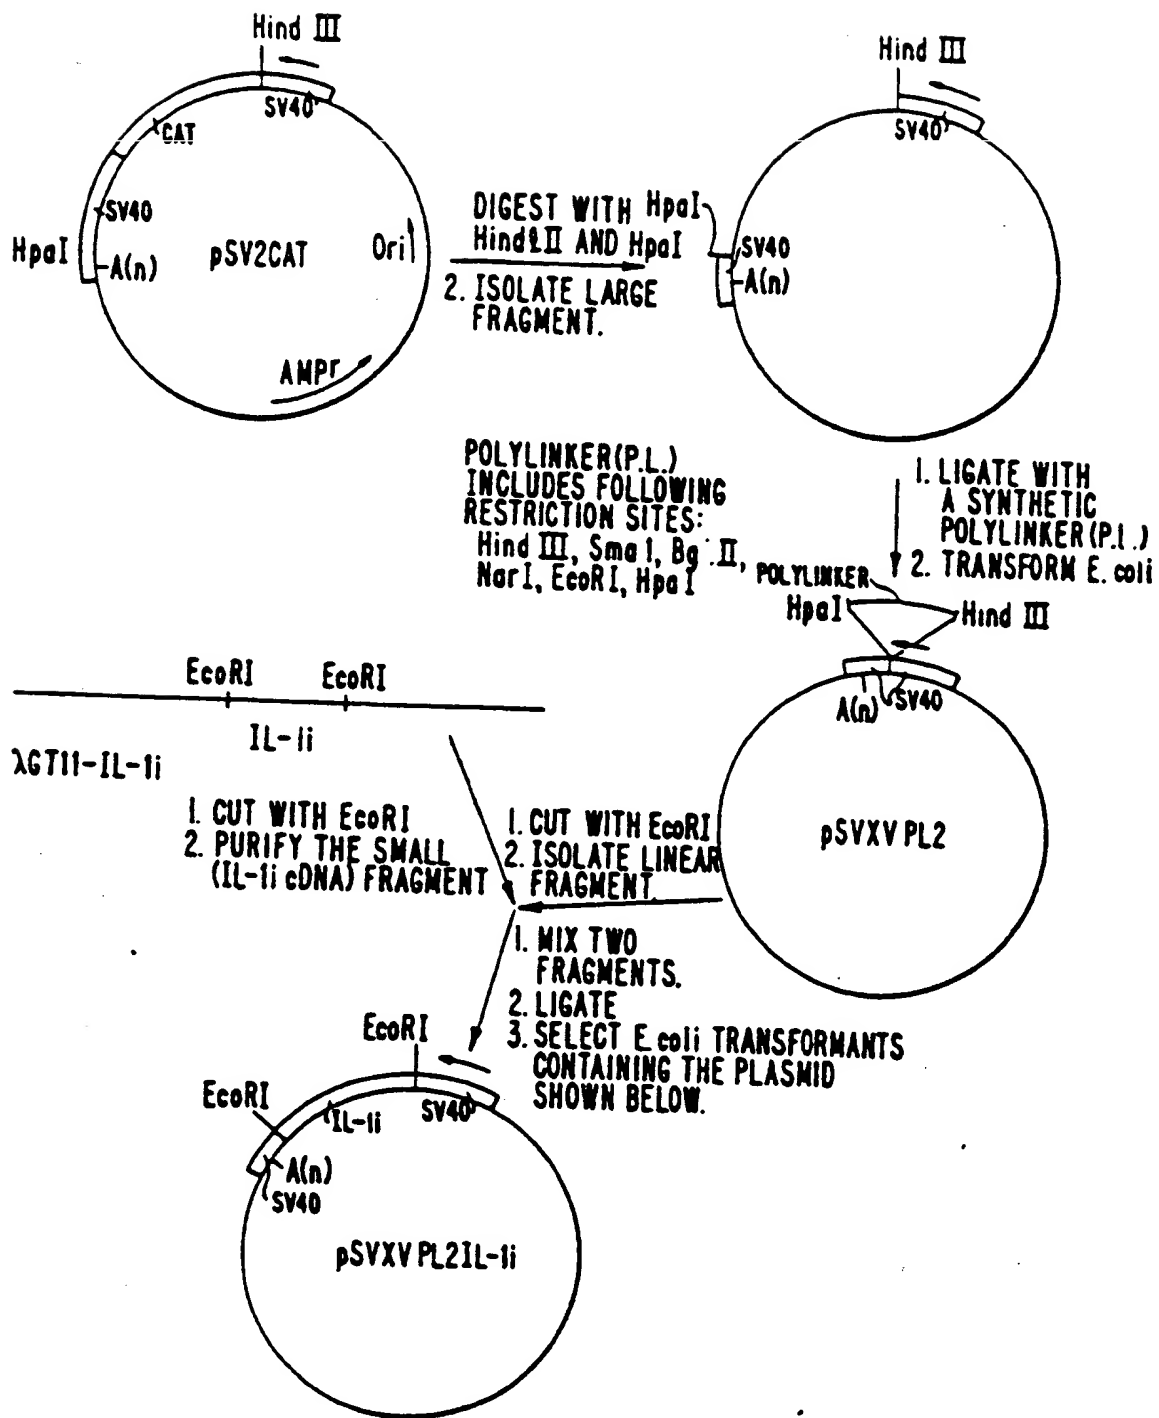 Hind III
SV40
CAT
SV40
HpaI
A(n)
pSV2CAT
Ori
AMPr
DIGEST WITH
Hind III AND HpaI
2. ISOLATE LARGE
FRAGMENT.
Hind III
SV40
HpaI
SV40
A(n)
POLYLINKER(P.L.)
INCLUDES FOLLOWING
RESTRICTION SITES:
Hind III, Sma I, Bg II,
NarI, EcoRI, Hpa I
1. LIGATE WITH
A SYNTHETIC
POLYLINKER(P.L.)
2. TRANSFORM E. coli
POLYLINKER
HpaI
Hind III
A(n)
SV40
pSVXVPL2
EcoRI
EcoRI
IL-1i
λGT11-IL-1i
1. CUT WITH EcoRI
2. PURIFY THE SMALL
(IL-1i cDNA) FRAGMENT
1. CUT WITH EcoRI
2. ISOLATE LINEAR
FRAGMENT
1. MIX TWO
FRAGMENTS.
2. LIGATE
3. SELECT E.coli TRANSFORMANTS
CONTAINING THE PLASMID
SHOWN BELOW.
EcoRI
EcoRI
SV40
IL-1i
A(n)
SV40
pSVXVPL2IL-1i